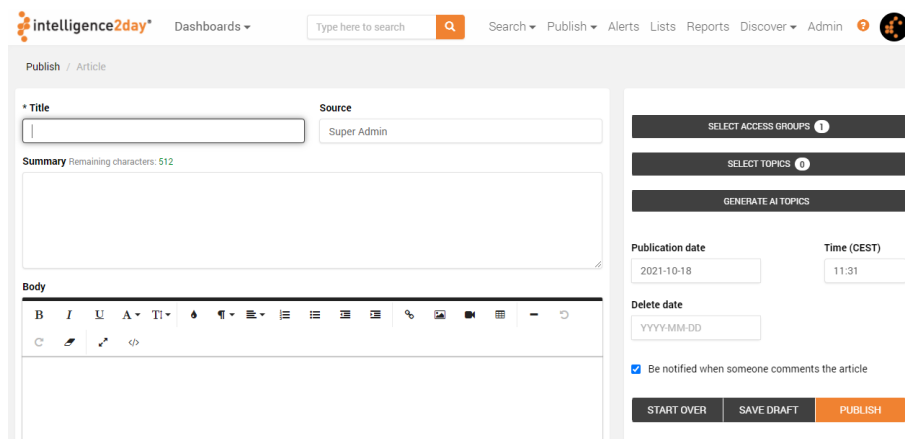 intelligence2day® Dashboards Type here to search Search Publish Alerts Lists Reports Discover Admin ?
Publish / Article
* Title
Source
Super Admin
Summary Remaining characters: 512
Body
B I U A TI ¶
</>
SELECT ACCESS GROUPS 1
SELECT TOPICS 0
GENERATE AI TOPICS
Publication date Time (CEST)
2021-10-18 11:31
Delete date
YYYY-MM-DD
Be notified when someone comments the article
START OVER SAVE DRAFT PUBLISH